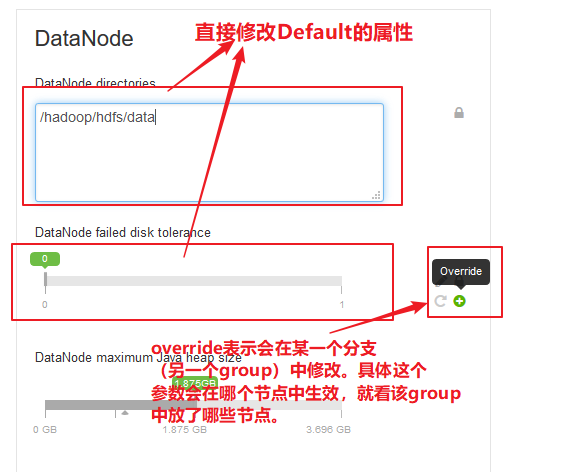 DataNode
直接修改Default的属性
DataNode directories
/hadoop/hdfs/data
DataNode failed disk tolerance
0
0
1
Override
DataNode maximum Java heap size
override表示会在某一个分支
（另一个group）中修改。具体这个
参数会在哪个节点中生效，就看该group
中放了哪些节点。
1.875GB
0 GB
1.875 GB
3.696 GB